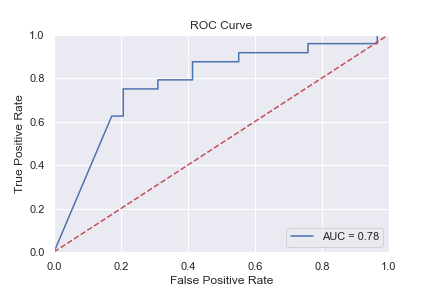 ROC Curve
1.0
0.8
0.6
0.4
0.2
0.0
True Positive Rate
AUC = 0.78
0.0 0.2 0.4 0.6 0.8 1.0
False Positive Rate